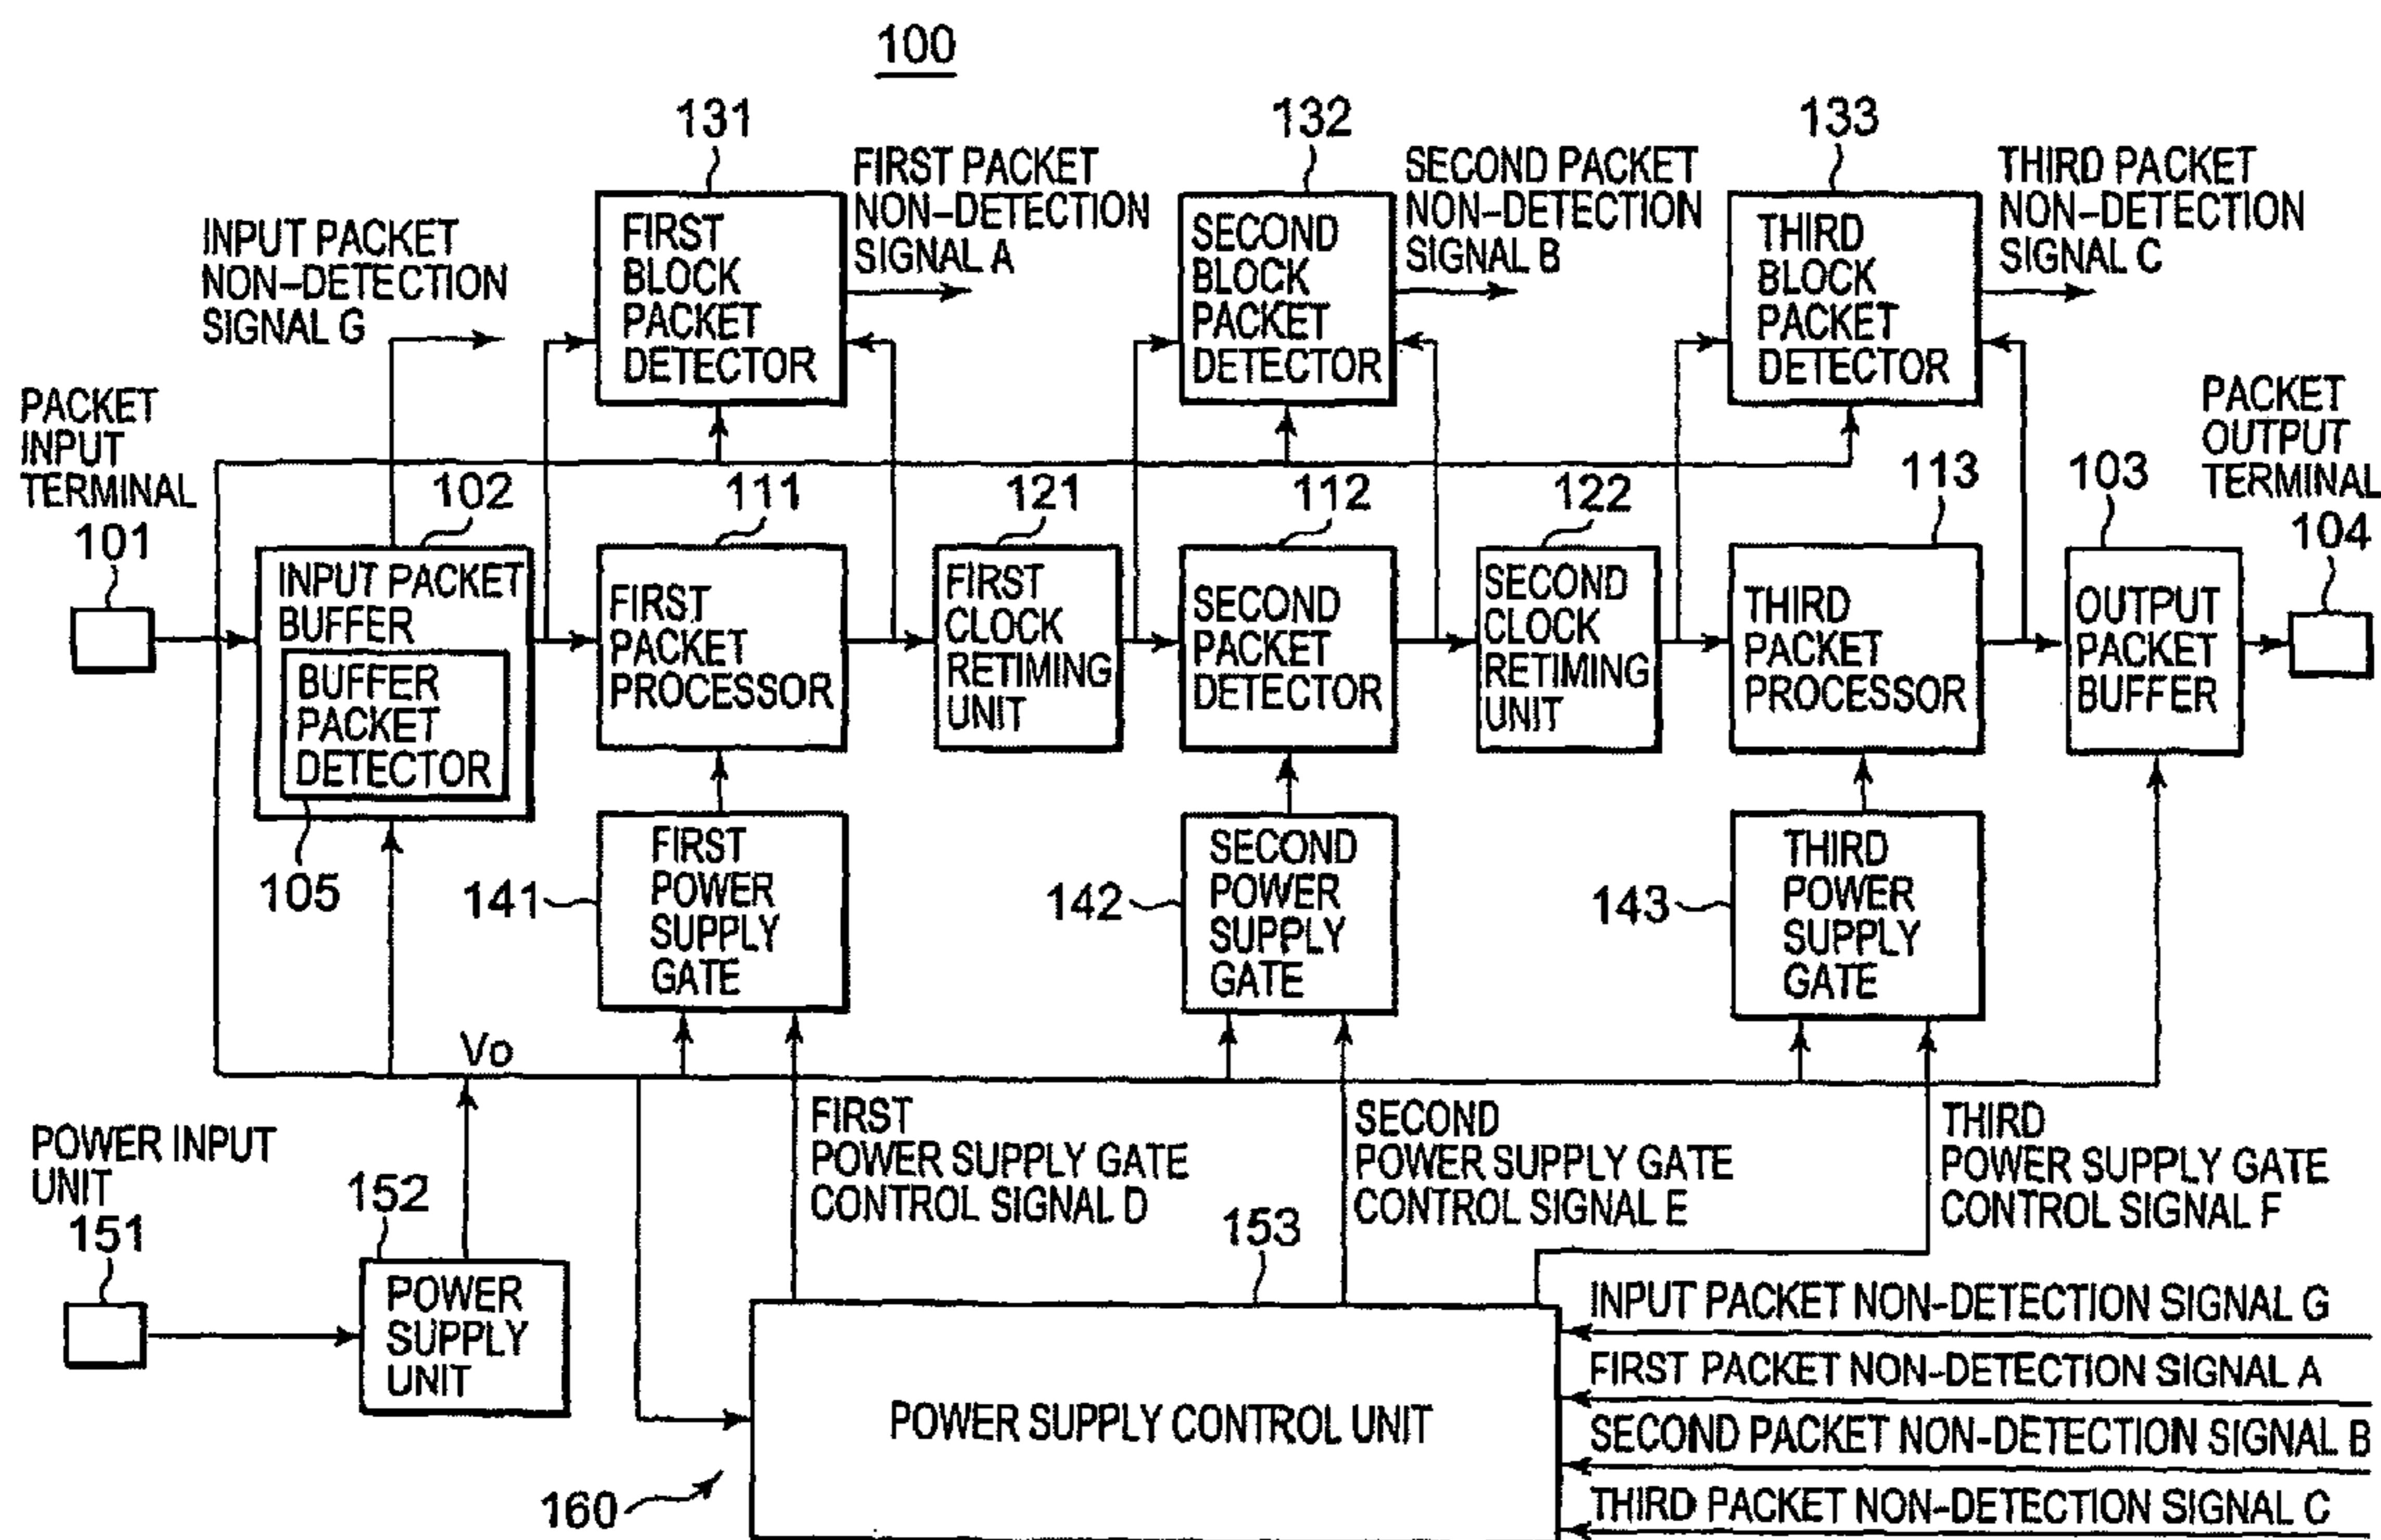 100
131
132
133
FIRST PACKET
NON-DETECTION
SIGNAL A
SECOND PACKET
NON-DETECTION
SIGNAL B
THIRD PACKET
NON-DETECTION
SIGNAL C
INPUT PACKET
NON-DETECTION
SIGNAL G
FIRST
BLOCK
PACKET
DETECTOR
SECOND
BLOCK
PACKET
DETECTOR
THIRD
BLOCK
PACKET
DETECTOR
PACKET
INPUT
TERMINAL
101
102
111
121
112
122
113
103
PACKET
OUTPUT
TERMINAL
104
INPUT PACKET
BUFFER
BUFFER
PACKET
DETECTOR
105
FIRST
PACKET
PROCESSOR
FIRST
CLOCK
RETIMING
UNIT
SECOND
PACKET
DETECTOR
SECOND
CLOCK
RETIMING
UNIT
THIRD
PACKET
PROCESSOR
OUTPUT
PACKET
BUFFER
141
FIRST
POWER
SUPPLY
GATE
142
SECOND
POWER
SUPPLY
GATE
143
THIRD
POWER
SUPPLY
GATE
Vo
FIRST
POWER SUPPLY GATE
CONTROL SIGNAL D
SECOND
POWER SUPPLY GATE
CONTROL SIGNAL E
THIRD
POWER SUPPLY GATE
CONTROL SIGNAL F
POWER INPUT
UNIT
151
152
POWER
SUPPLY
UNIT
153
POWER SUPPLY CONTROL UNIT
160
INPUT PACKET NON-DETECTION SIGNAL G
FIRST PACKET NON-DETECTION SIGNAL A
SECOND PACKET NON-DETECTION SIGNAL B
THIRD PACKET NON-DETECTION SIGNAL C